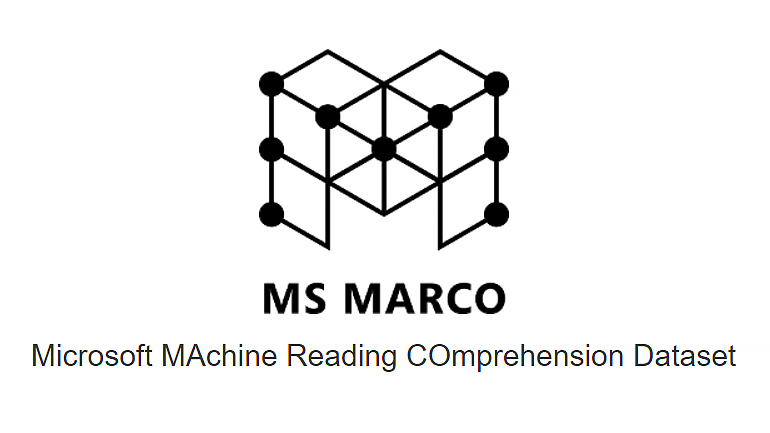 MS MARCO
Microsoft MAchine Reading COmprehension Dataset